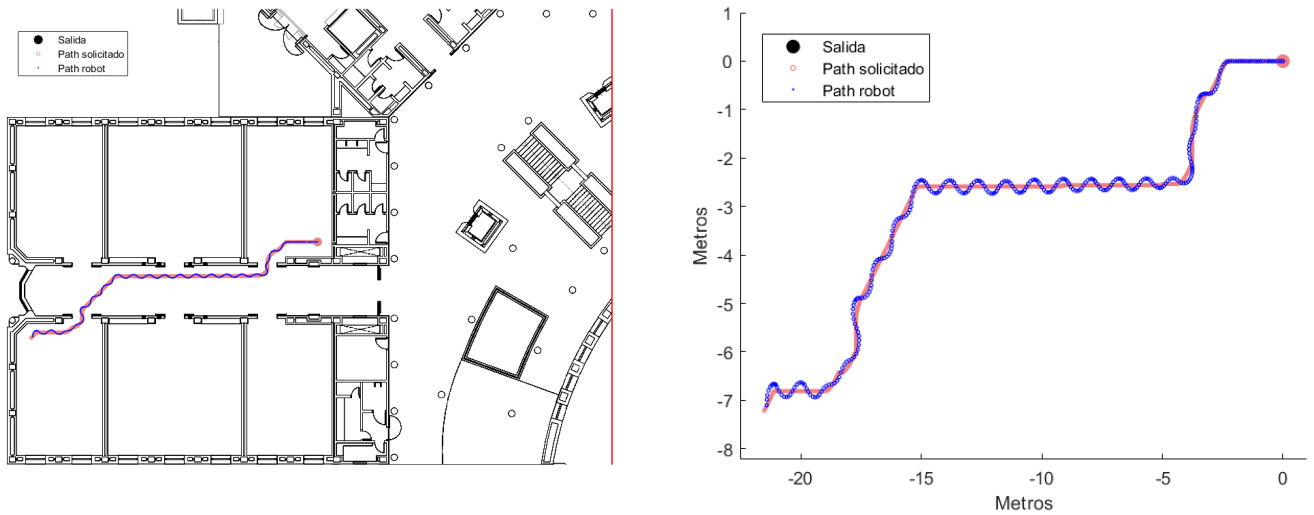 Salida
Path solicitado
Path robot
1
0
-1
-2
-3
-4
-5
-6
-7
-8
Metros
Salida
Path solicitado
Path robot
-20
-15
-10
-5
0
Metros